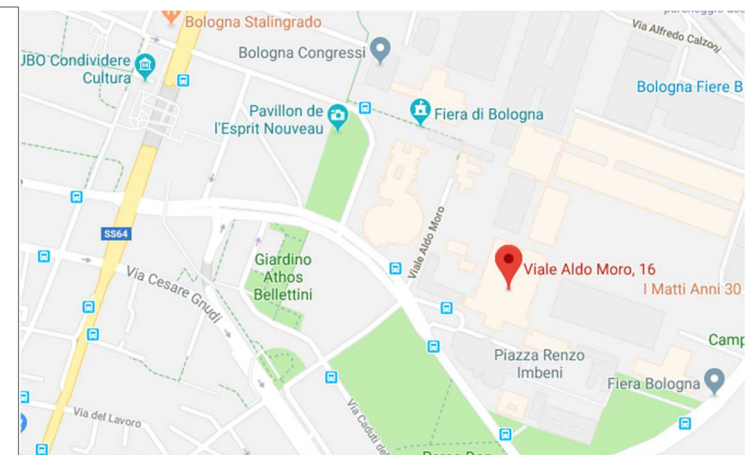 Bologna Stalingrado
Via Alfredo Calzoni
Bologna Congressi
JBO Condividere
Cultura
Bologna Fiere B
Pavillon de
l'Esprit Nouveau
Fiera di Bologna
Viale Aldo Moro
SS64
Giardino
Athos
Bellettini
Viale Aldo Moro, 16
Via Cesare Gnudi
I Matti Anni 30
Camp
Piazza Renzo
Imbeni
Fiera Bologna
Via del Lavoro
Via Caduti del